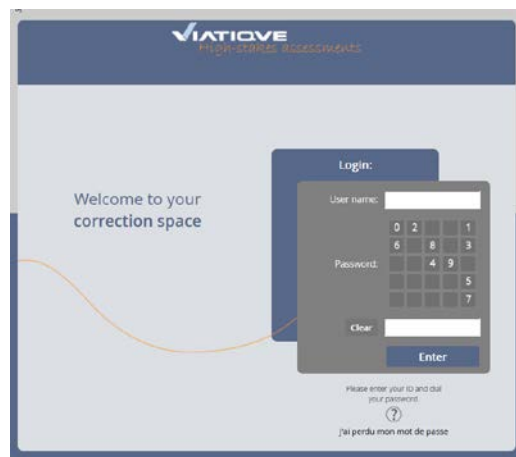 VIATIQUE
High-stakes assessments
Welcome to your
correction space
Login:
User name:
Password:
0 2 1
6 8 3
4 9
5
7
Clear
Enter
Please enter your ID and dial
your password
?
J'ai perdu mon mot de passe